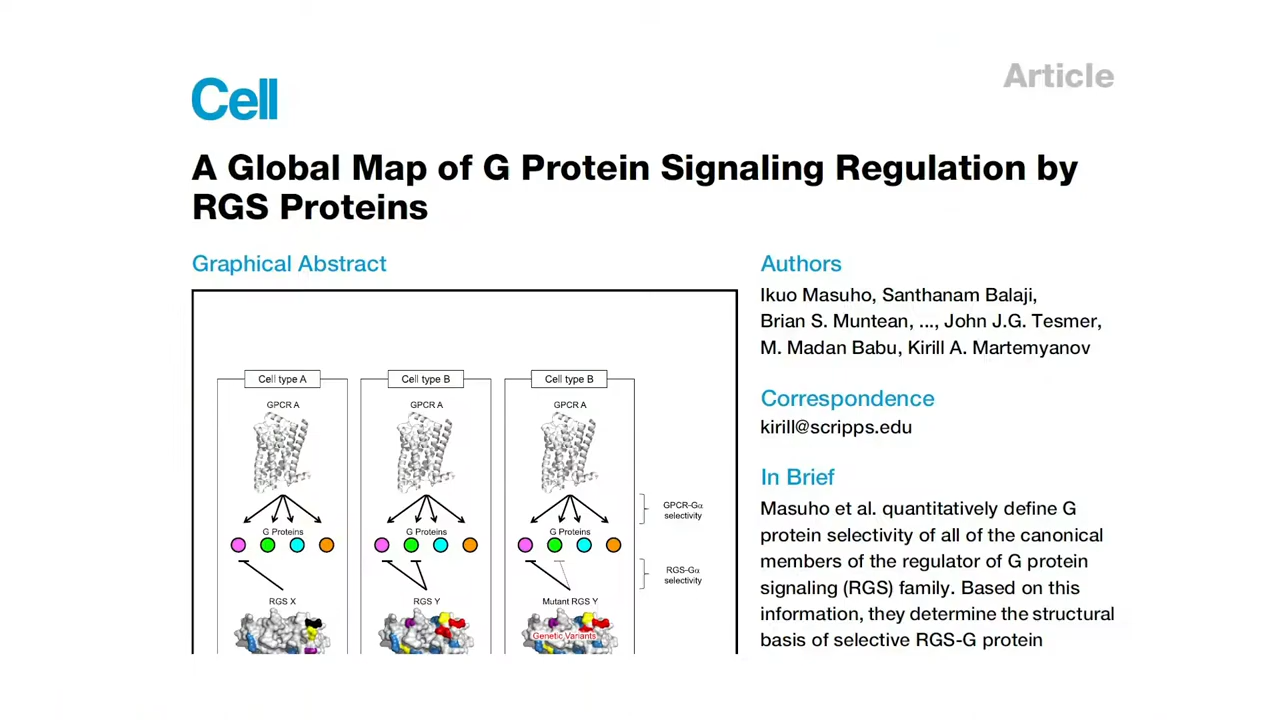 Article
Cell
A Global Map of G Protein Signaling Regulation by
RGS Proteins
Graphical Abstract
Cell type A
Cell type B
Cell type B
GPCR A
GPCR A
GPCR A
GPCR-Gα
selectivity
G Proteins
G Proteins
G Proteins
RGS-Gα
selectivity
RGS X
RGS Y
Mutant RGS Y
Genetic Variants
Authors
Ikuo Masuho, Santhanam Balaji,
Brian S. Muntean, ..., John J.G. Tesmer,
M. Madan Babu, Kirill A. Martemyanov
Correspondence
kirill@scripps.edu
In Brief
Masuho et al. quantitatively define G
protein selectivity of all of the canonical
members of the regulator of G protein
signaling (RGS) family. Based on this
information, they determine the structural
basis of selective RGS-G protein